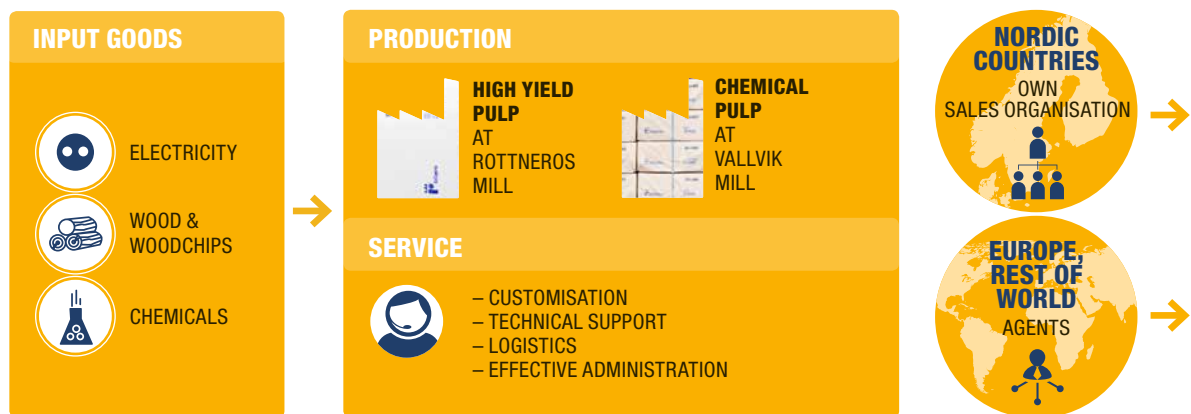 INPUT GOODS
ELECTRICITY
WOOD &
WOODCHIPS
CHEMICALS
PRODUCTION
HIGH YIELD
PULP
AT
ROTTNEROS
MILL
CHEMICAL
PULP
AT
VALLVIK
MILL
SERVICE
– CUSTOMISATION
– TECHNICAL SUPPORT
– LOGISTICS
– EFFECTIVE ADMINISTRATION
NORDIC
COUNTRIES
OWN
SALES ORGANISATION
EUROPE,
REST OF
WORLD
AGENTS